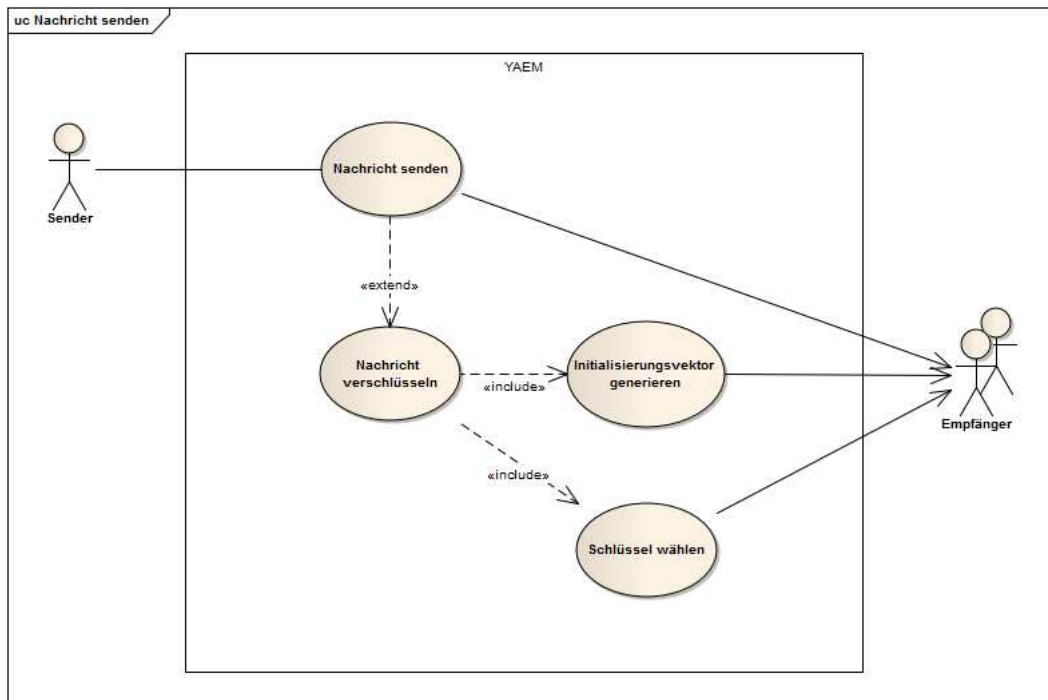 uc Nachricht senden
YAEM
Sender
Nachricht senden
«extend»
Nachricht
verschlüsseln
«include»
Initialisierungsvektor
generieren
Empfänger
«include»
Schlüssel wählen